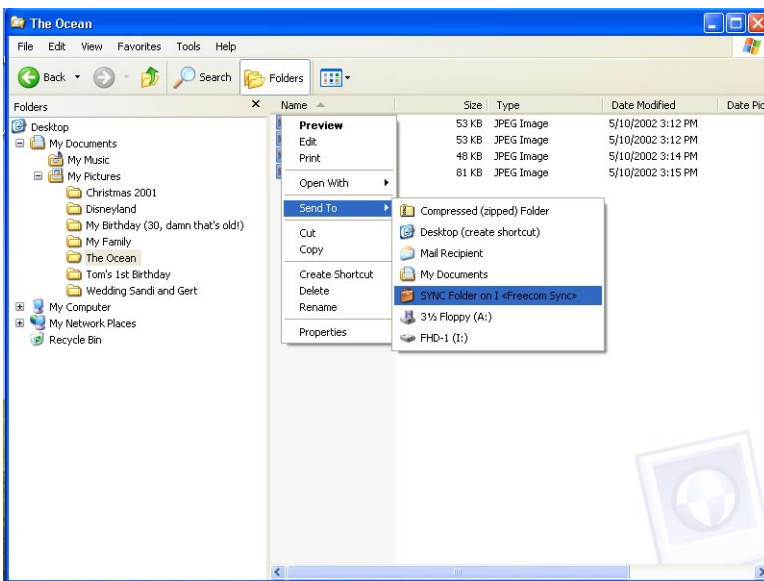 The Ocean
File Edit View Favorites Tools Help
Back Search Folders
Folders x
Name Size Type Date Modified Date Pic
Desktop
My Documents
My Music
My Pictures
Christmas 2001
Disneyland
My Birthday (30, damn that's old!)
My Family
The Ocean
Tom's 1st Birthday
Wedding Sandi and Gert
My Computer
My Network Places
Recycle Bin
53 KB JPEG Image 5/10/2002 3:12 PM
53 KB JPEG Image 5/10/2002 3:12 PM
48 KB JPEG Image 5/10/2002 3:14 PM
81 KB JPEG Image 5/10/2002 3:15 PM
Preview
Edit
Print
Open With
Send To
Cut
Copy
Create Shortcut
Delete
Rename
Properties
Compressed (zipped) Folder
Desktop (create shortcut)
Mail Recipient
My Documents
SYNC Folder on I «Freecom Sync»
3½ Floppy (A:)
FHD-1 (I:)